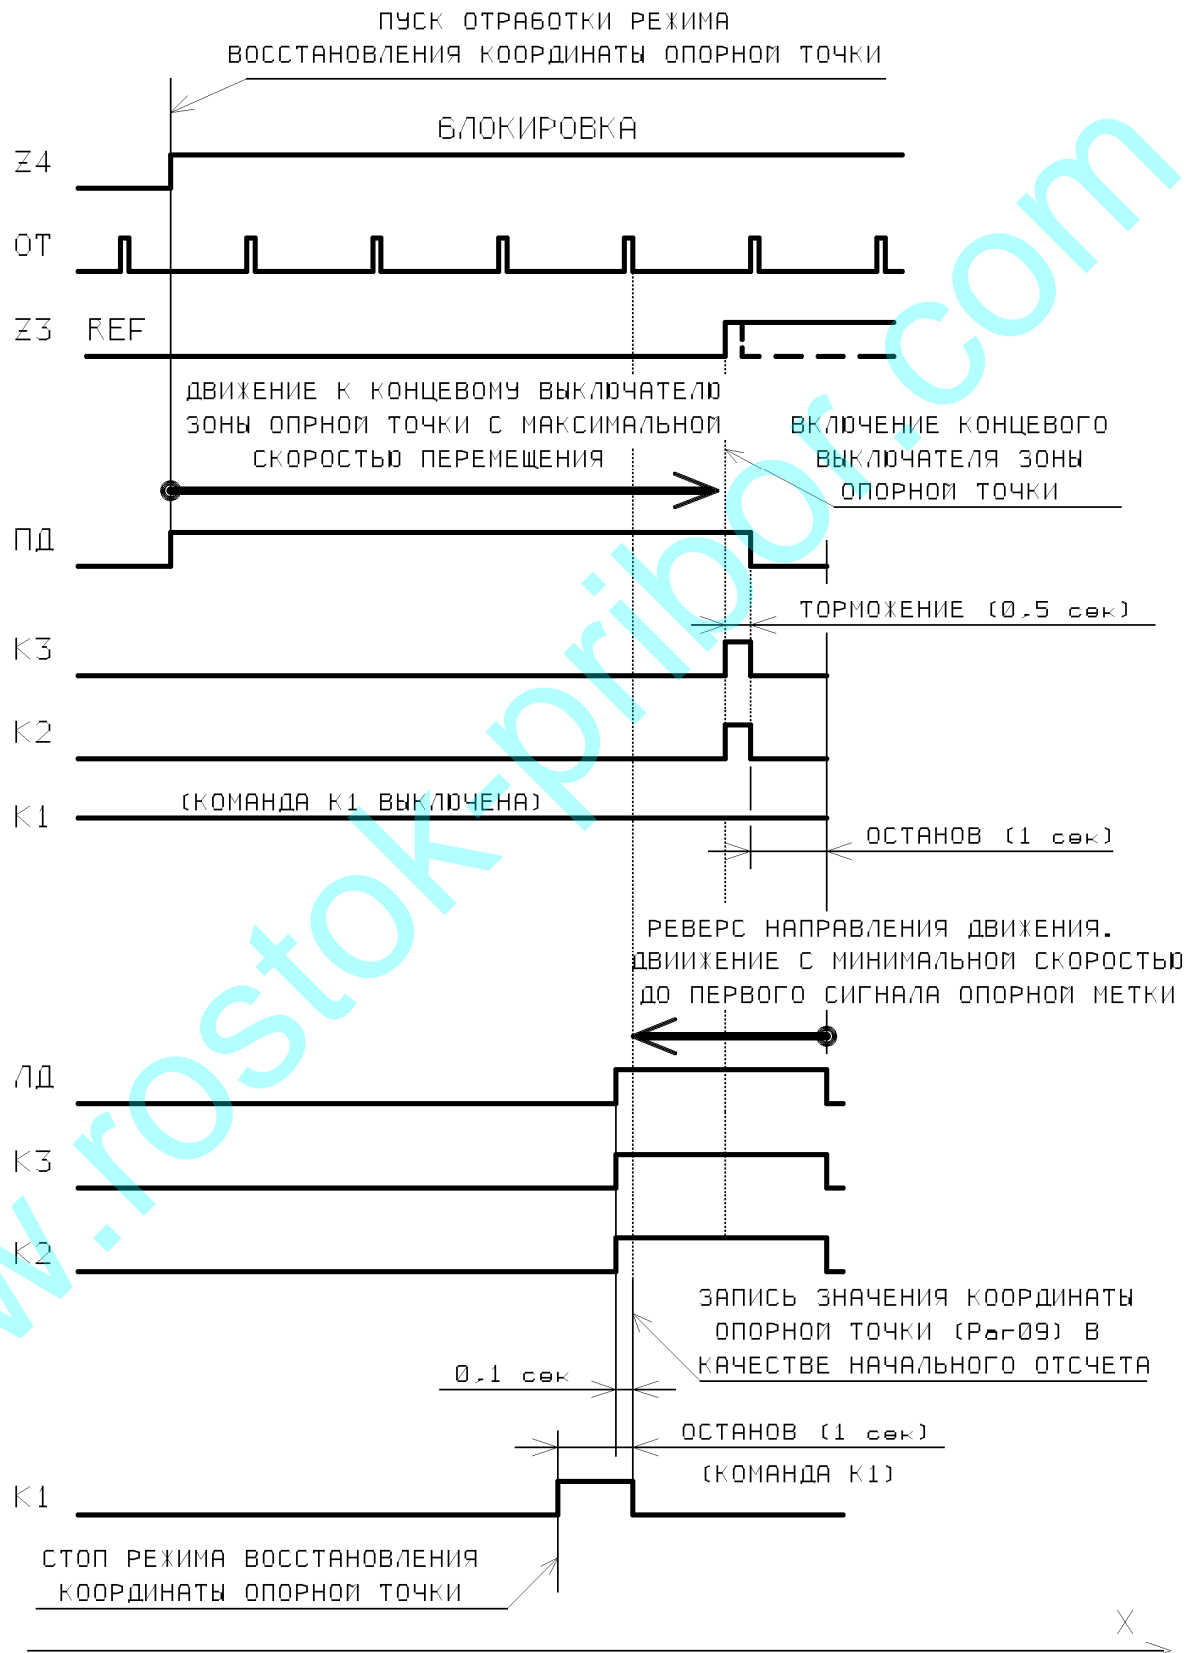 ПУСК ОТРАБОТКИ РЕЖИМА
ВОССТАНОВЛЕНИЯ КООРДИНАТЫ ОПОРНОЙ ТОЧКИ
БЛОКИРОВКА
Z4
ОТ
Z3 REF
ДВИЖЕНИЕ К КОНЦЕВОМУ ВЫКЛЮЧАТЕЛЮ
ЗОНЫ ОПРНОЙ ТОЧКИ С МАКСИМАЛЬНОЙ
СКОРОСТЬЮ ПЕРЕМЕЩЕНИЯ
ВКЛЮЧЕНИЕ КОНЦЕВОГО
ВЫКЛЮЧАТЕЛЯ ЗОНЫ
ОПОРНОЙ ТОЧКИ
ПД
ТОРМОЖЕНИЕ (0,5 сек)
К3
К2
(КОМАНДА К1 ВЫКЛЮЧЕНА)
К1
ОСТАНОВ (1 сек)
РЕВЕРС НАПРАВЛЕНИЯ ДВИЖЕНИЯ.
ДВИИЖЕНИЕ С МИНИМАЛЬНОЙ СКОРОСТЬЮ
ДО ПЕРВОГО СИГНАЛА ОПОРНОЙ МЕТКИ
ЛД
К3
К2
ЗАПИСЬ ЗНАЧЕНИЯ КООРДИНАТЫ
ОПОРНОЙ ТОЧКИ (Par09) В
КАЧЕСТВЕ НАЧАЛЬНОГО ОТСЧЕТА
0,1 сек
ОСТАНОВ (1 сек)
(КОМАНДА К1)
К1
СТОП РЕЖИМА ВОССТАНОВЛЕНИЯ
КООРДИНАТЫ ОПОРНОЙ ТОЧКИ
X
w.rostok-pribor.com